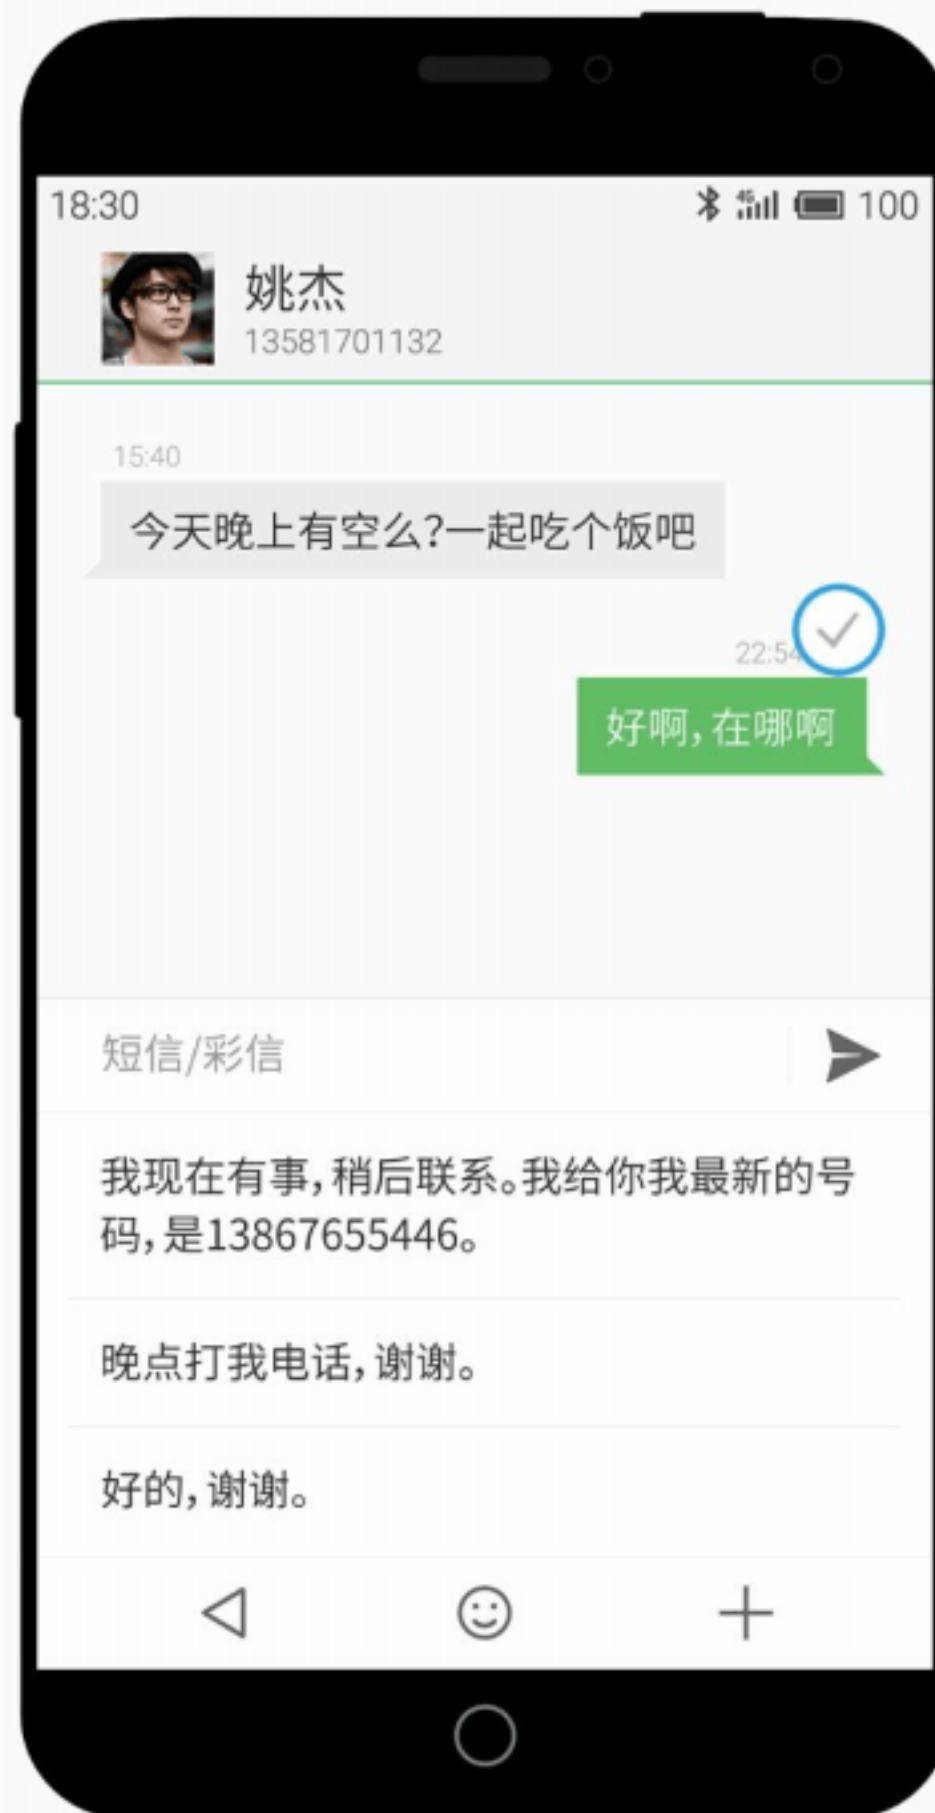 18:30 4G 100
姚杰
13581701132
15:40
今天晚上有空么?一起吃个饭吧
22:54
好啊,在哪啊
短信/彩信
我现在有事,稍后联系。我给你我最新的号
码,是13867655446。
晚点打我电话,谢谢。
好的,谢谢。